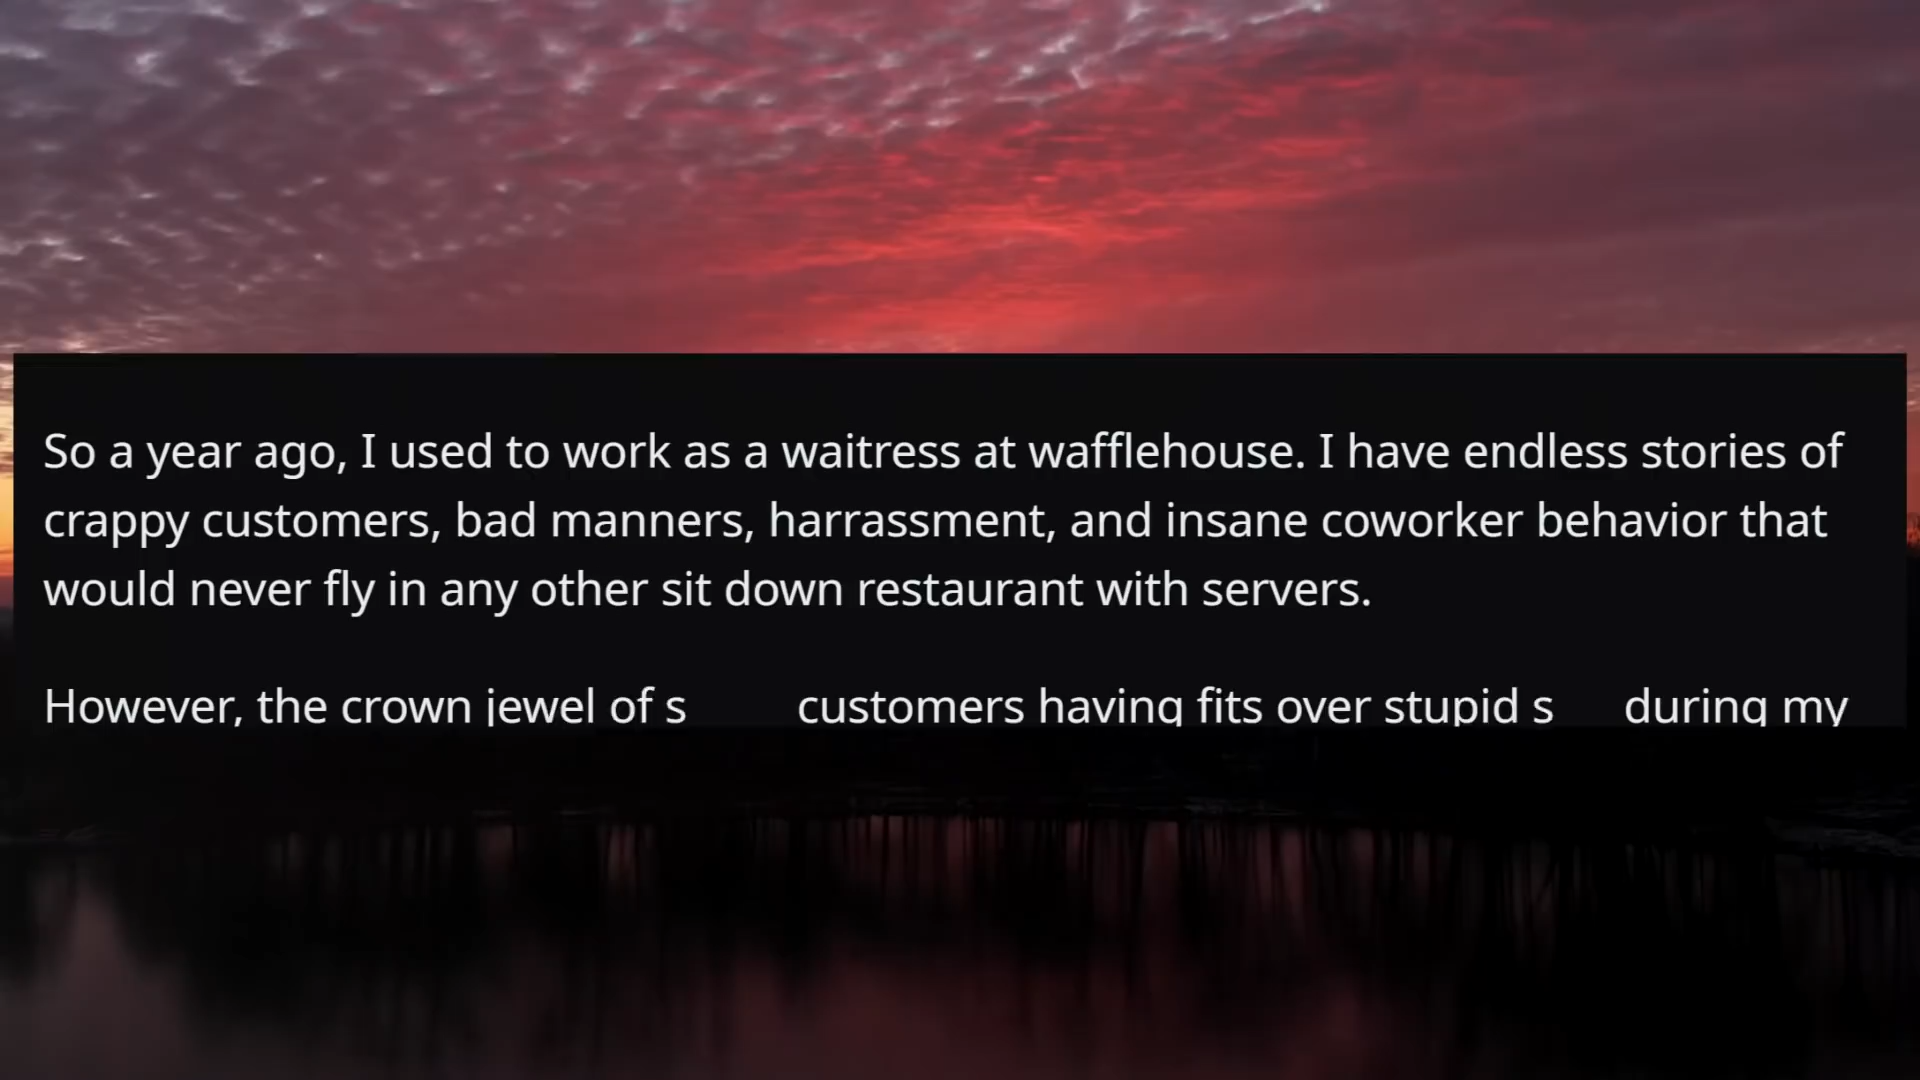 So a year ago, I used to work as a waitress at wafflehouse. I have endless stories of
crappy customers, bad manners, harrassment, and insane coworker behavior that
would never fly in any other sit down restaurant with servers.
However, the crown jewel of s customers having fits over stupid s during my